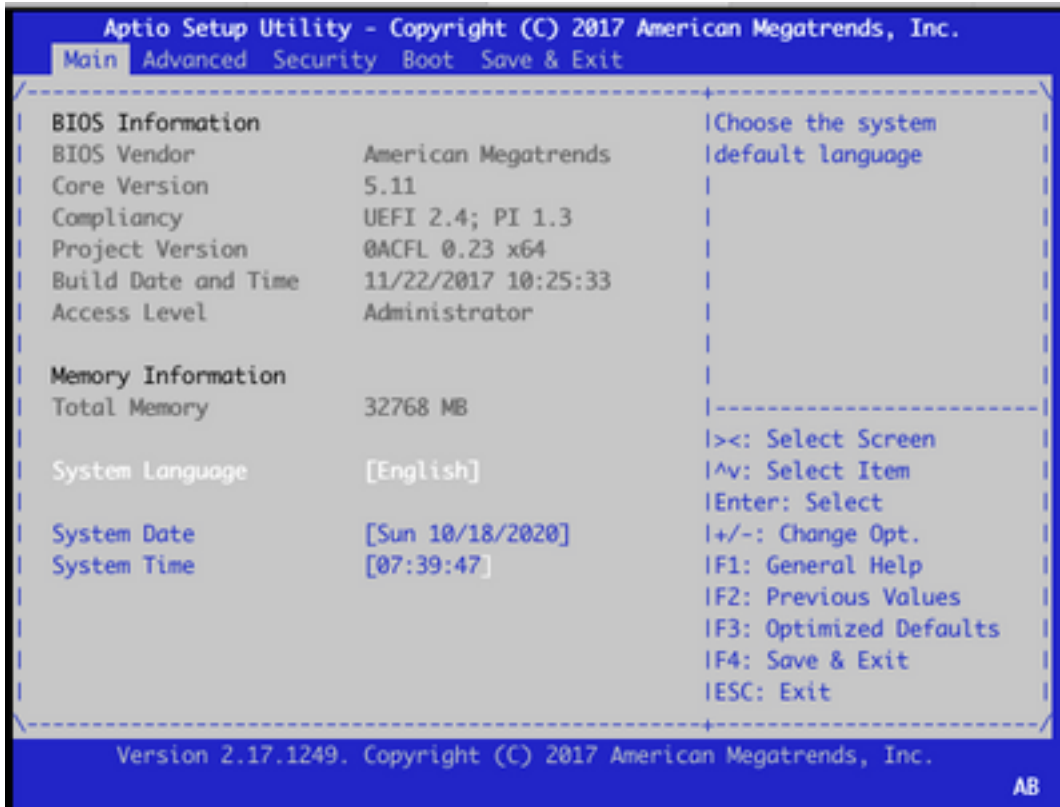 Aptio Setup Utility - Copyright (C) 2017 American Megatrends, Inc.
Main Advanced Security Boot Save & Exit
BIOS Information
BIOS Vendor American Megatrends
Core Version 5.11
Compliancy UEFI 2.4; PI 1.3
Project Version 0ACFL 0.23 x64
Build Date and Time 11/22/2017 10:25:33
Access Level Administrator
Memory Information
Total Memory 32768 MB
System Language [English]
System Date [Sun 10/18/2020]
System Time [07:39:47]
Choose the system
default language
><: Select Screen
^v: Select Item
Enter: Select
+/-: Change Opt.
F1: General Help
F2: Previous Values
F3: Optimized Defaults
F4: Save & Exit
ESC: Exit
Version 2.17.1249. Copyright (C) 2017 American Megatrends, Inc.
AB